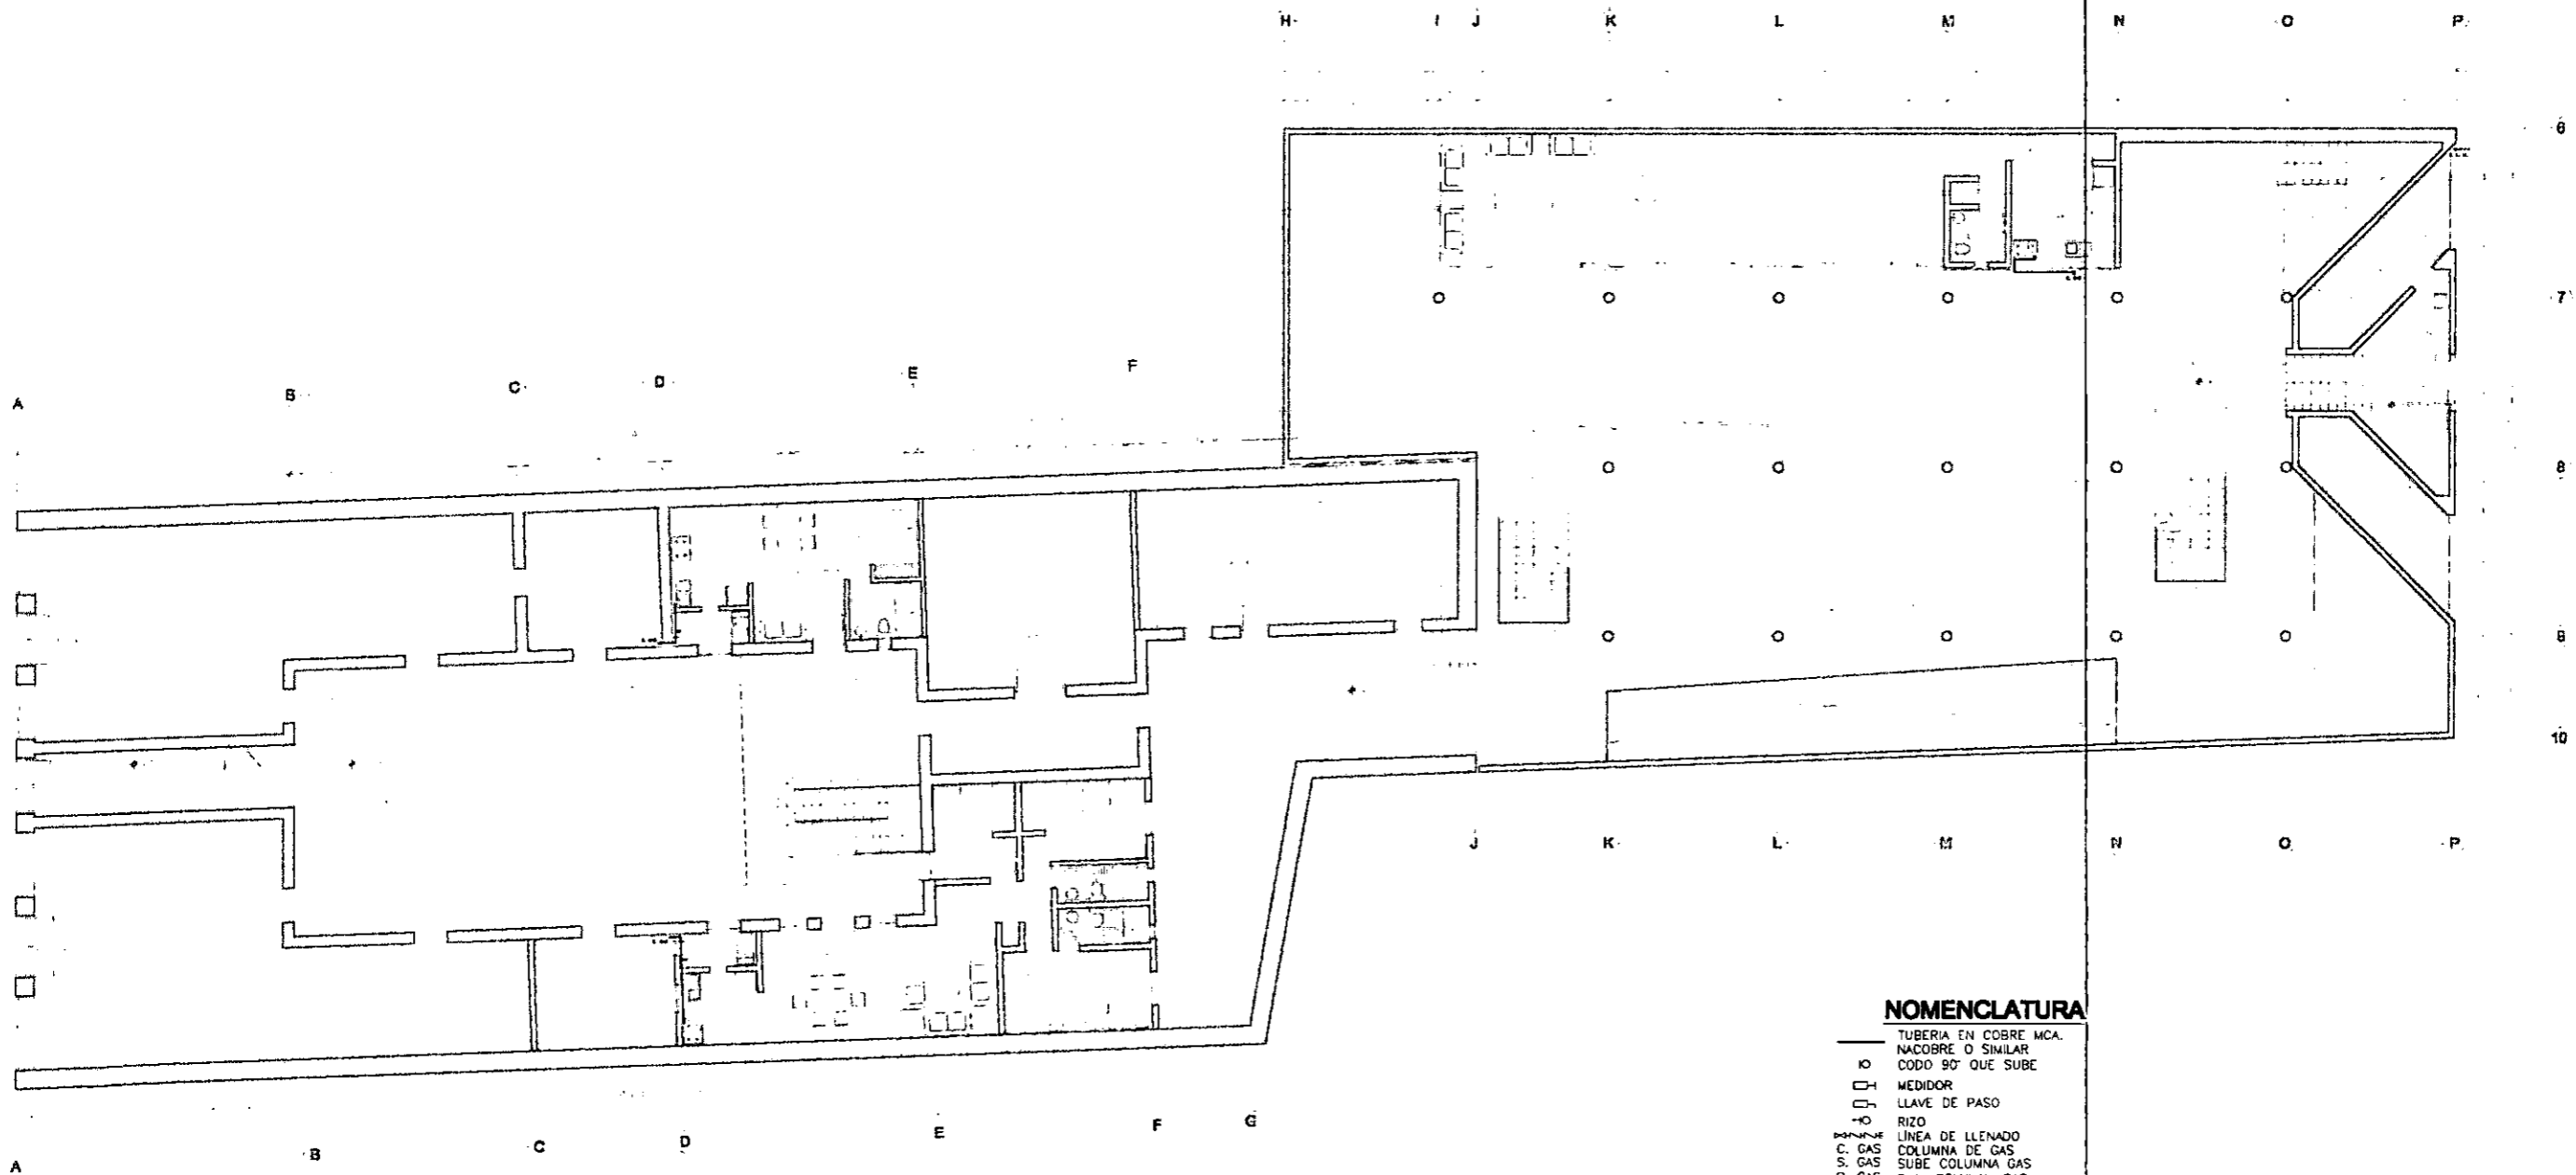 H I J K L M N O P
6
7
A B C D E F
8
9
10
J K L M N O P
NOMENCLATURA
TUBERIA EN COBRE MCA.
NACOBRE O SIMILAR
CODO 90° QUE SUBE
MEDIDOR
LLAVE DE PASO
RIZO
LÍNEA DE LLENADO
C. GAS COLUMNA DE GAS
S. GAS SUBE COLUMNA GAS
A B C D E F G